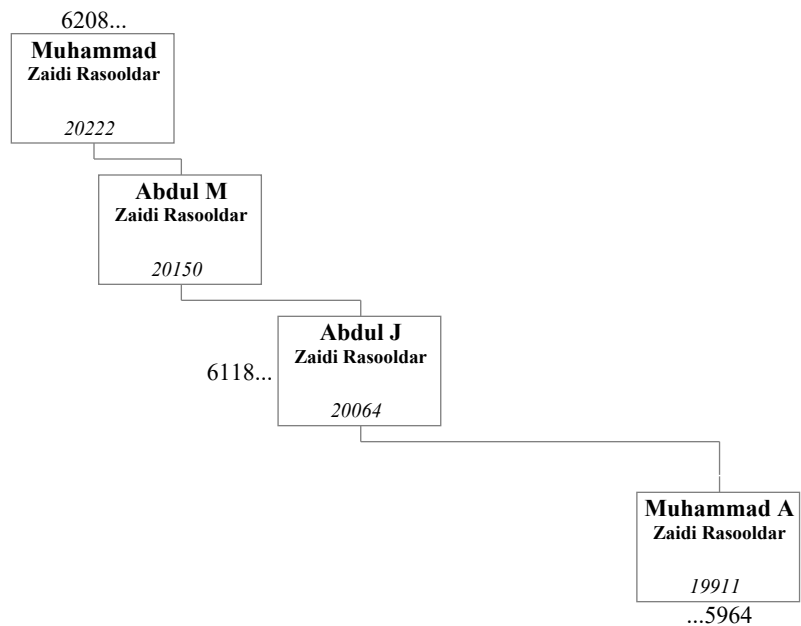 6208...
Muhammad
Zaidi Rasooldar
20222
Abdul M
Zaidi Rasooldar
20150
Abdul J
Zaidi Rasooldar
6118...
20064
Muhammad A
Zaidi Rasooldar
19911
...5964